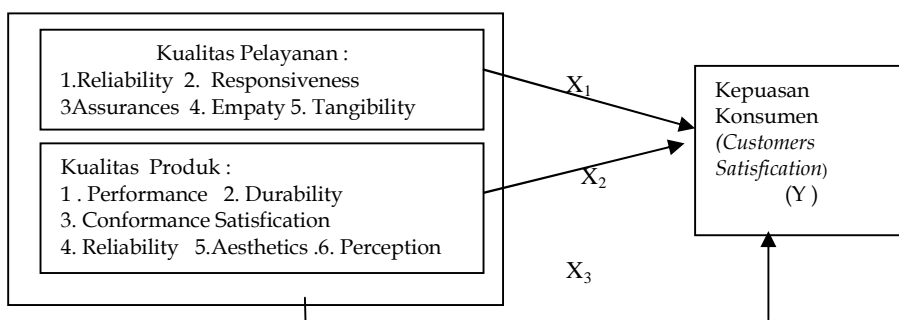 Kualitas Pelayanan :
1.Reliability 2. Responsiveness
3Assurances 4. Empaty 5. Tangibility
Kualitas Produk :
1 . Performance 2. Durability
3. Conformance Satisfication
4. Reliability 5.Aesthetics .6. Perception
X1
X2
X3
Kepuasan
Konsumen
(Customers
Satisfication)
(Y )